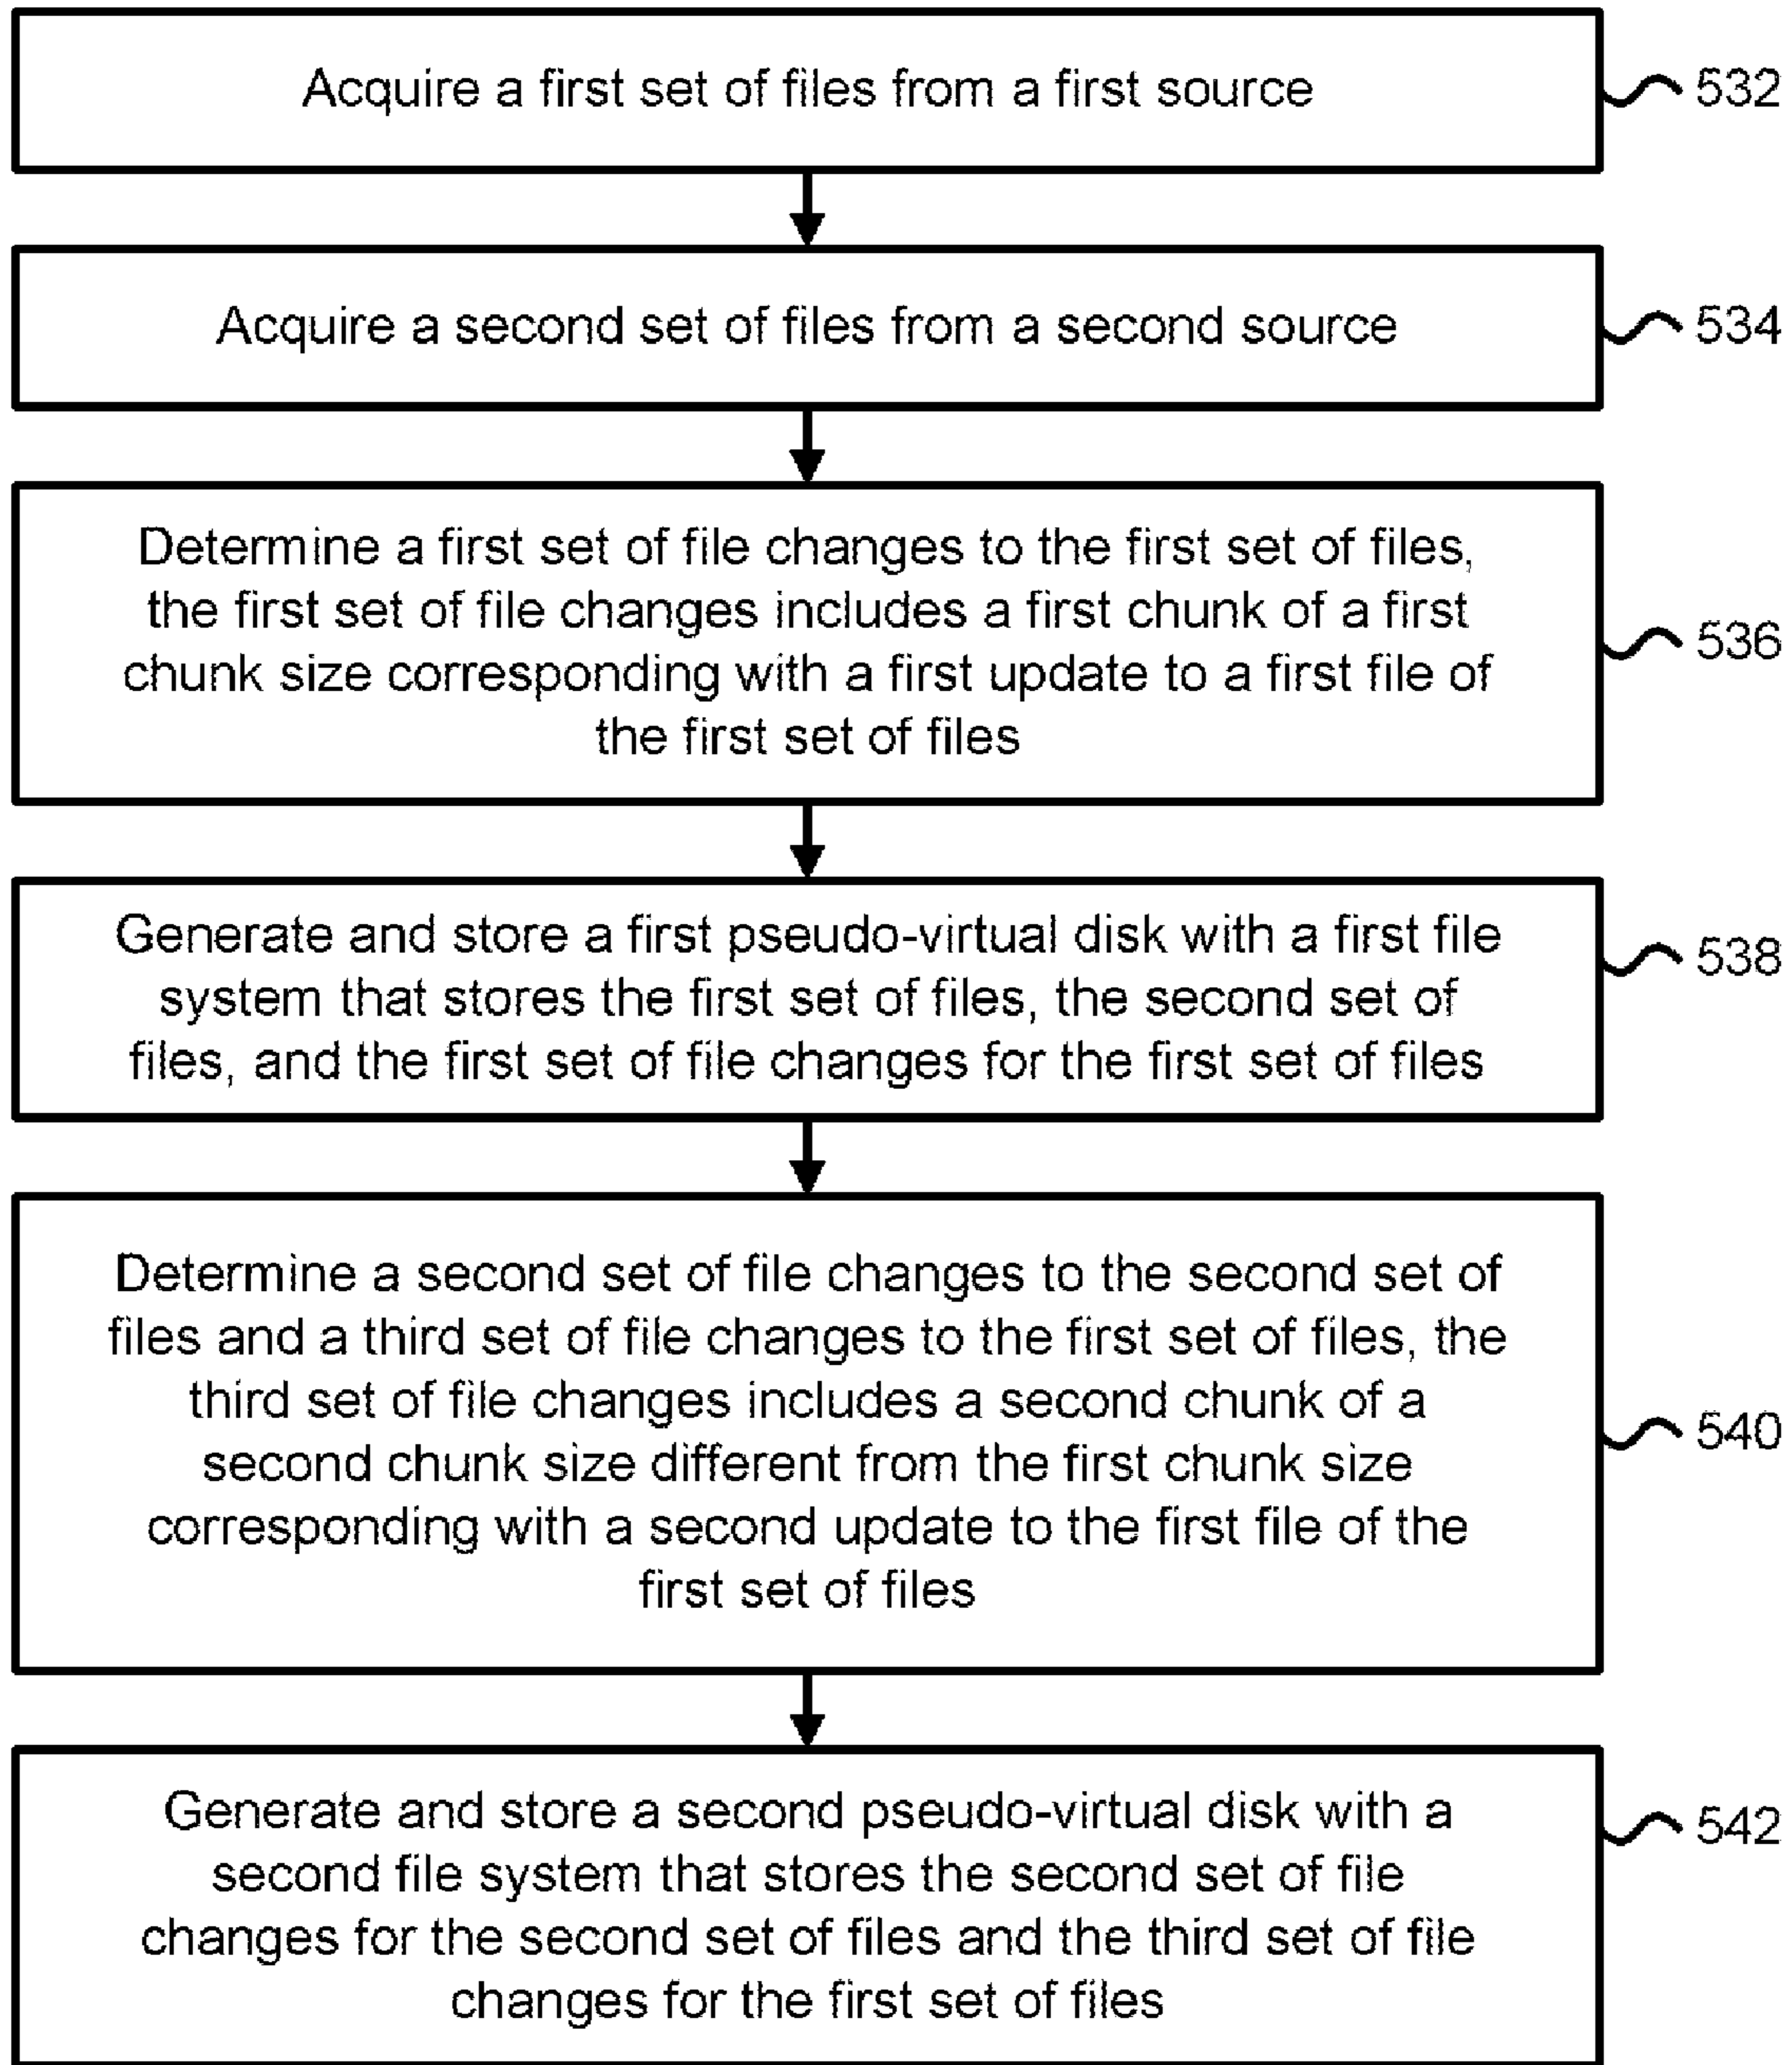 Acquire a first set of files from a first source
532
Acquire a second set of files from a second source
534
Determine a first set of file changes to the first set of files,
the first set of file changes includes a first chunk of a first
chunk size corresponding with a first update to a first file of
the first set of files
536
Generate and store a first pseudo-virtual disk with a first file
system that stores the first set of files, the second set of
files, and the first set of file changes for the first set of files
538
Determine a second set of file changes to the second set of
files and a third set of file changes to the first set of files, the
third set of file changes includes a second chunk of a
second chunk size different from the first chunk size
corresponding with a second update to the first file of the
first set of files
540
Generate and store a second pseudo-virtual disk with a
second file system that stores the second set of file
changes for the second set of files and the third set of file
changes for the first set of files
542